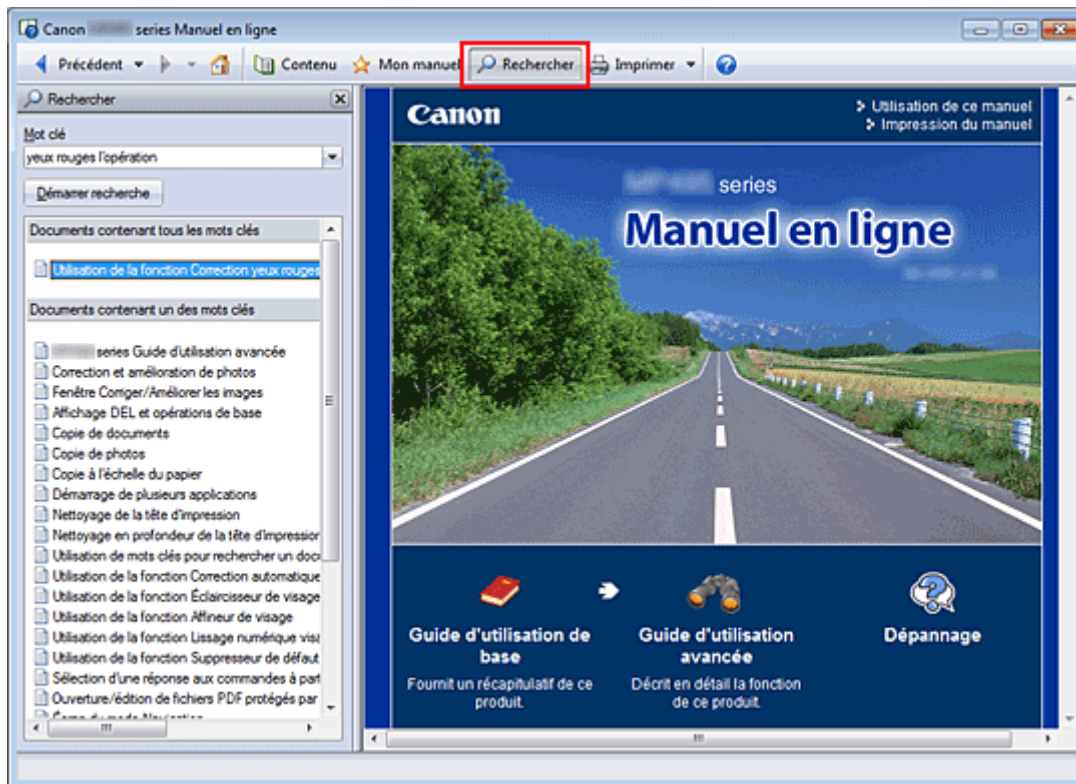 Canon series Manuel en ligne
Précédent
Contenu
Mon manuel
Rechercher
Imprimer
Rechercher
Mot clé
yeux rouges l'opération
Démarrer recherche
Documents contenant tous les mots clés
Utilisation de la fonction Correction yeux rouges
Documents contenant un des mots clés
series Guide d'utilisation avancée
Correction et amélioration de photos
Fenêtre Corriger/Améliorer les images
Affichage DEL et opérations de base
Copie de documents
Copie de photos
Copie à l'échelle du papier
Démarrage de plusieurs applications
Nettoyage de la tête d'impression
Nettoyage en profondeur de la tête d'impression
Utilisation de mots clés pour rechercher un docu
Utilisation de la fonction Correction automatique
Utilisation de la fonction Éclaircisseur de visage
Utilisation de la fonction Affineur de visage
Utilisation de la fonction Lissage numérique visa
Utilisation de la fonction Suppresseur de défaut
Sélection d'une réponse aux commandes à part
Ouverture/édition de fichiers PDF protégés par
Canon
Utilisation de ce manuel
Impression du manuel
series
Manuel en ligne
Guide d'utilisation de
base
Fournit un récapitulatif de ce
produit.
Guide d'utilisation
avancée
Décrit en détail la fonction
de ce produit.
Dépannage